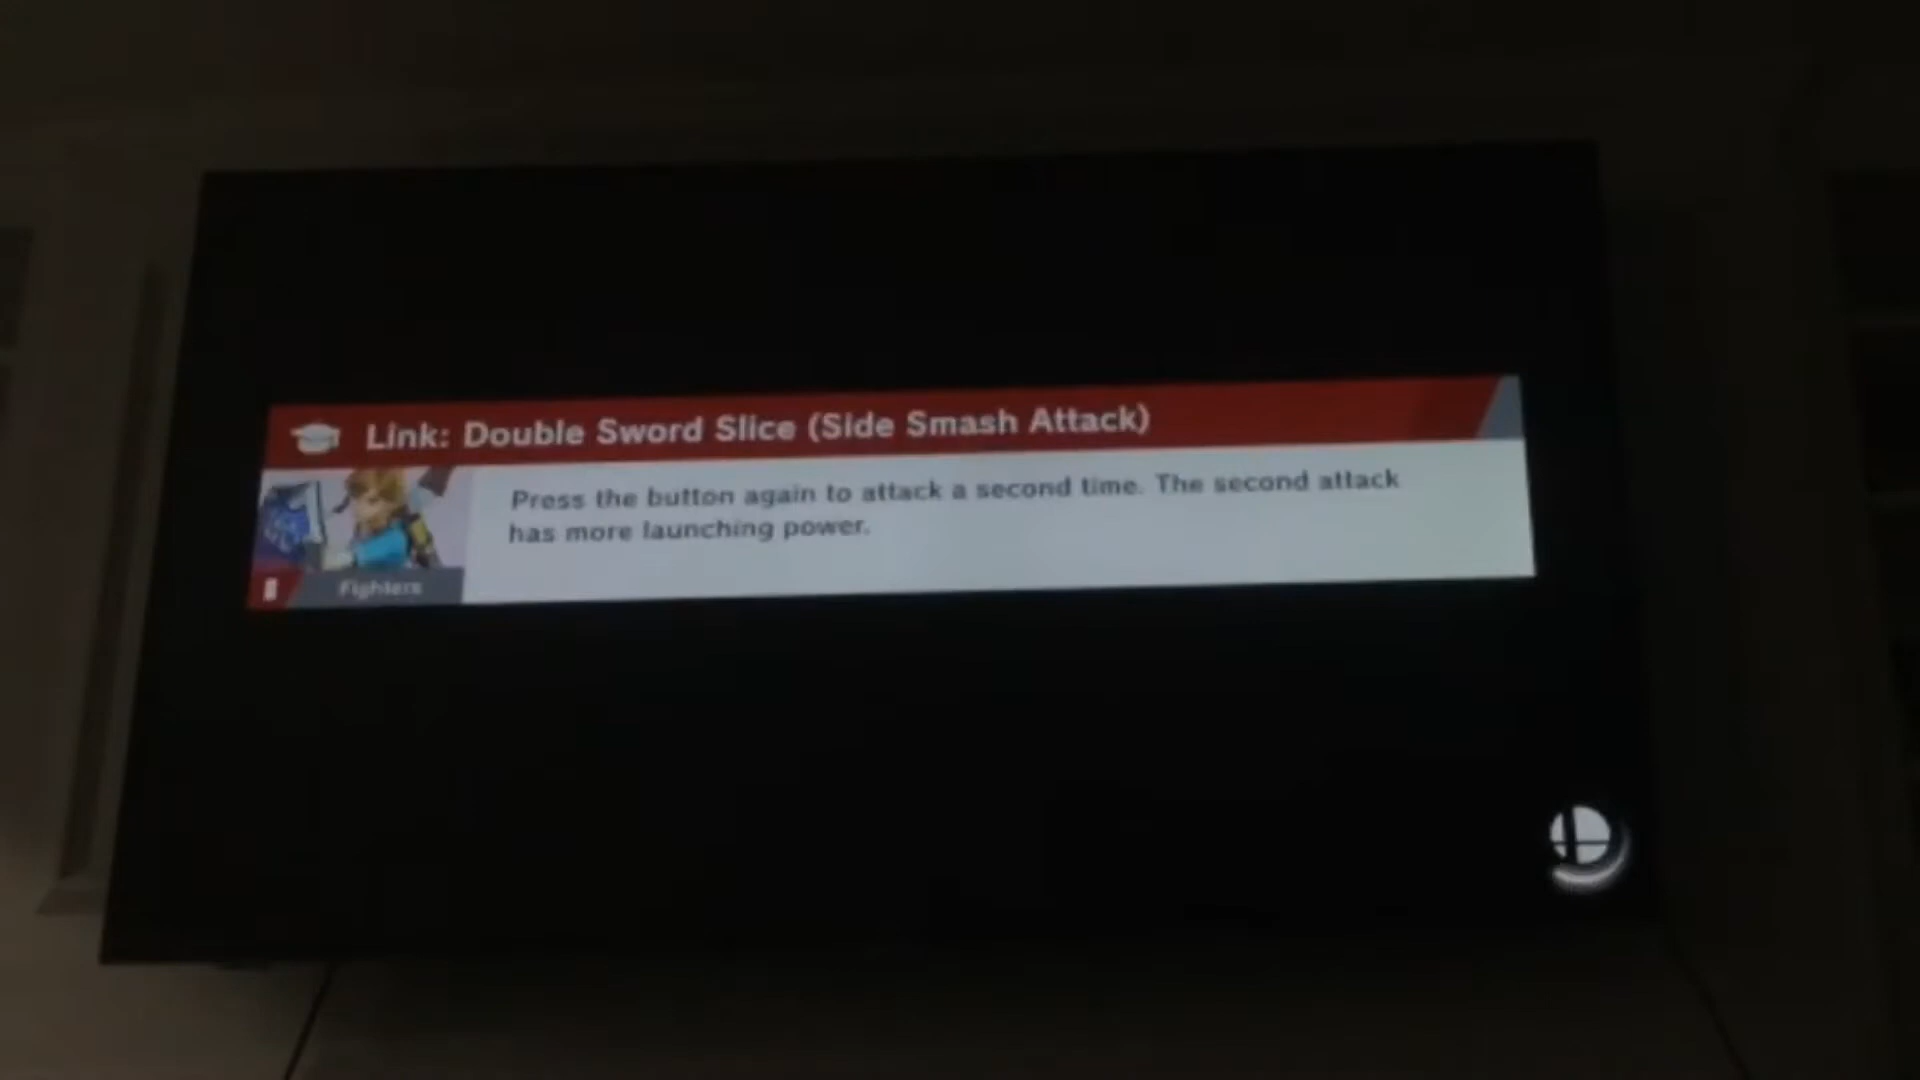 Link: Double Sword Slice (Side Smash Attack)
Press the button again to attack a second time. The second attack
has more launching power.
Fighters